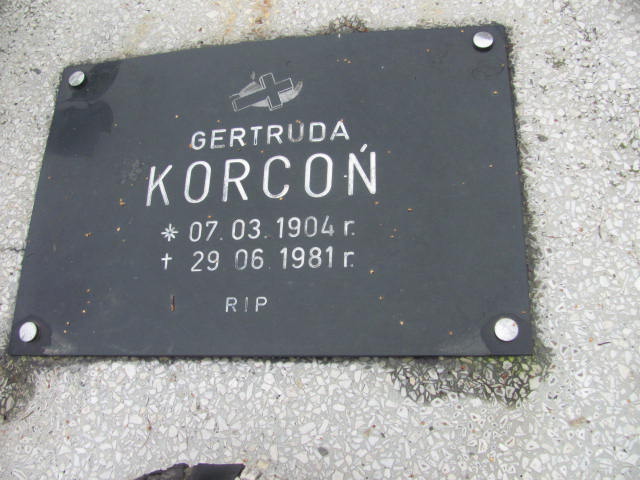 GERTRUDA
KORCOŃ
* 07. 03. 1904 r.
† 29 06 1981 r.
RIP